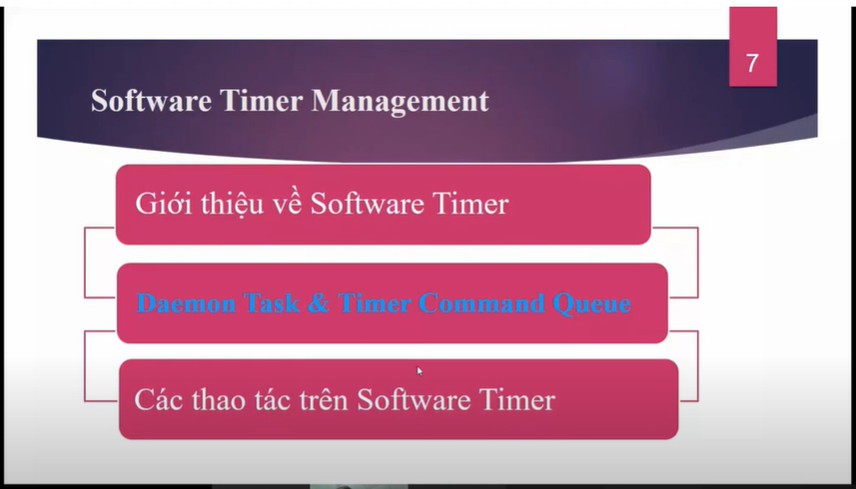 7
Software Timer Management
Giới thiệu về Software Timer
Daemon Task & Timer Command Queue
Các thao tác trên Software Timer